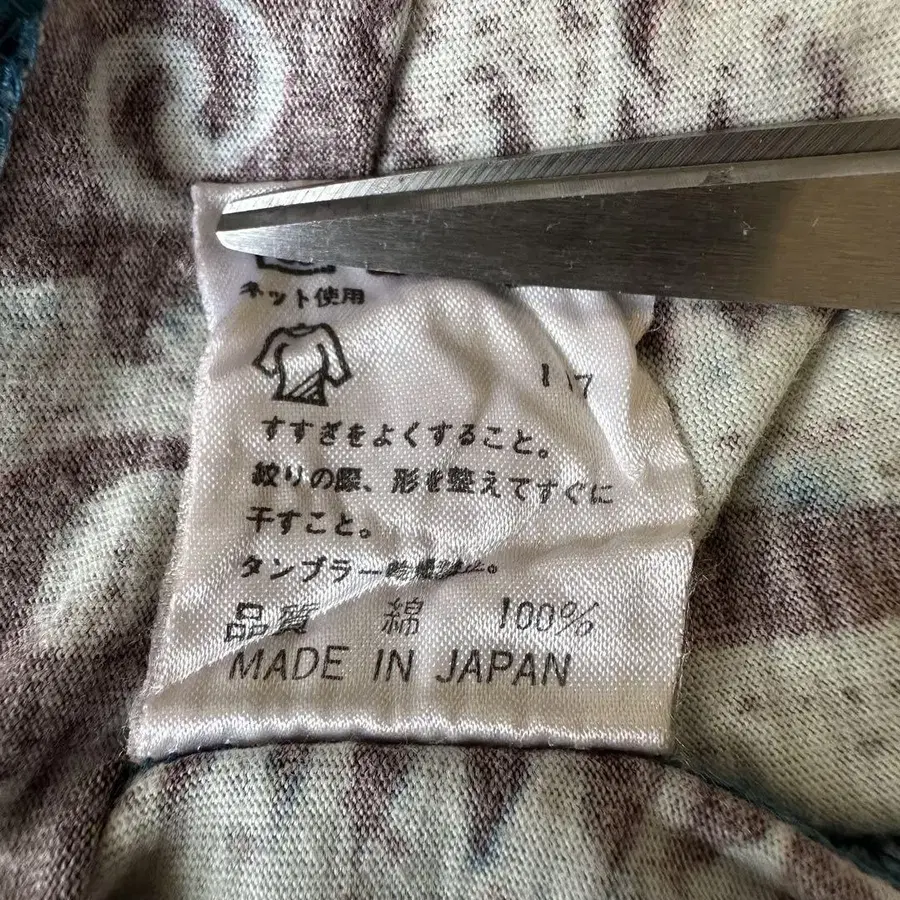 ネット使用
すすぎをよくすること。
絞りの際、形を整えてすぐに
干すこと。
タンブラー
品質 綿 100%
MADE IN JAPAN